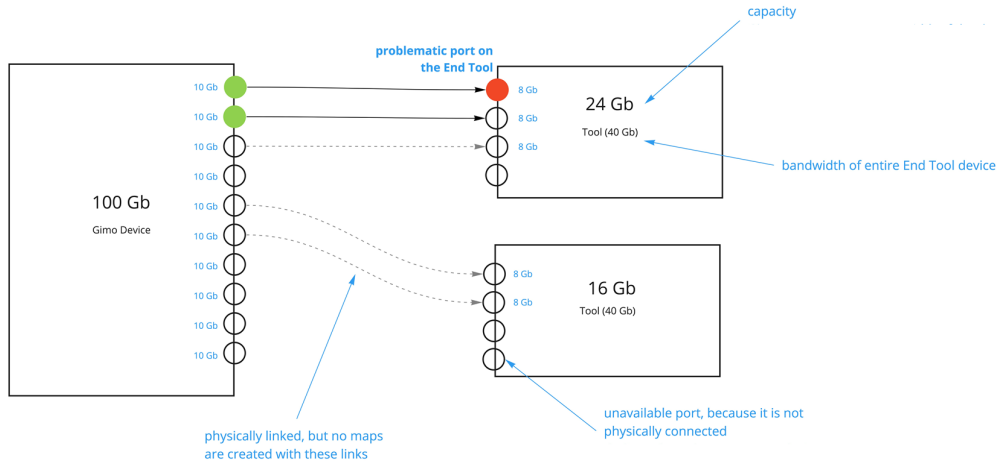 capacity
problematic port on
the End Tool
10 Gb
10 Gb
10 Gb
10 Gb
10 Gb
10 Gb
10 Gb
10 Gb
10 Gb
10 Gb
100 Gb
Gimo Device
8 Gb
8 Gb
8 Gb
24 Gb
Tool (40 Gb)
bandwidth of entire End Tool device
8 Gb
8 Gb
16 Gb
Tool (40 Gb)
physically linked, but no maps
are created with these links
unavailable port, because it is not
physically connected